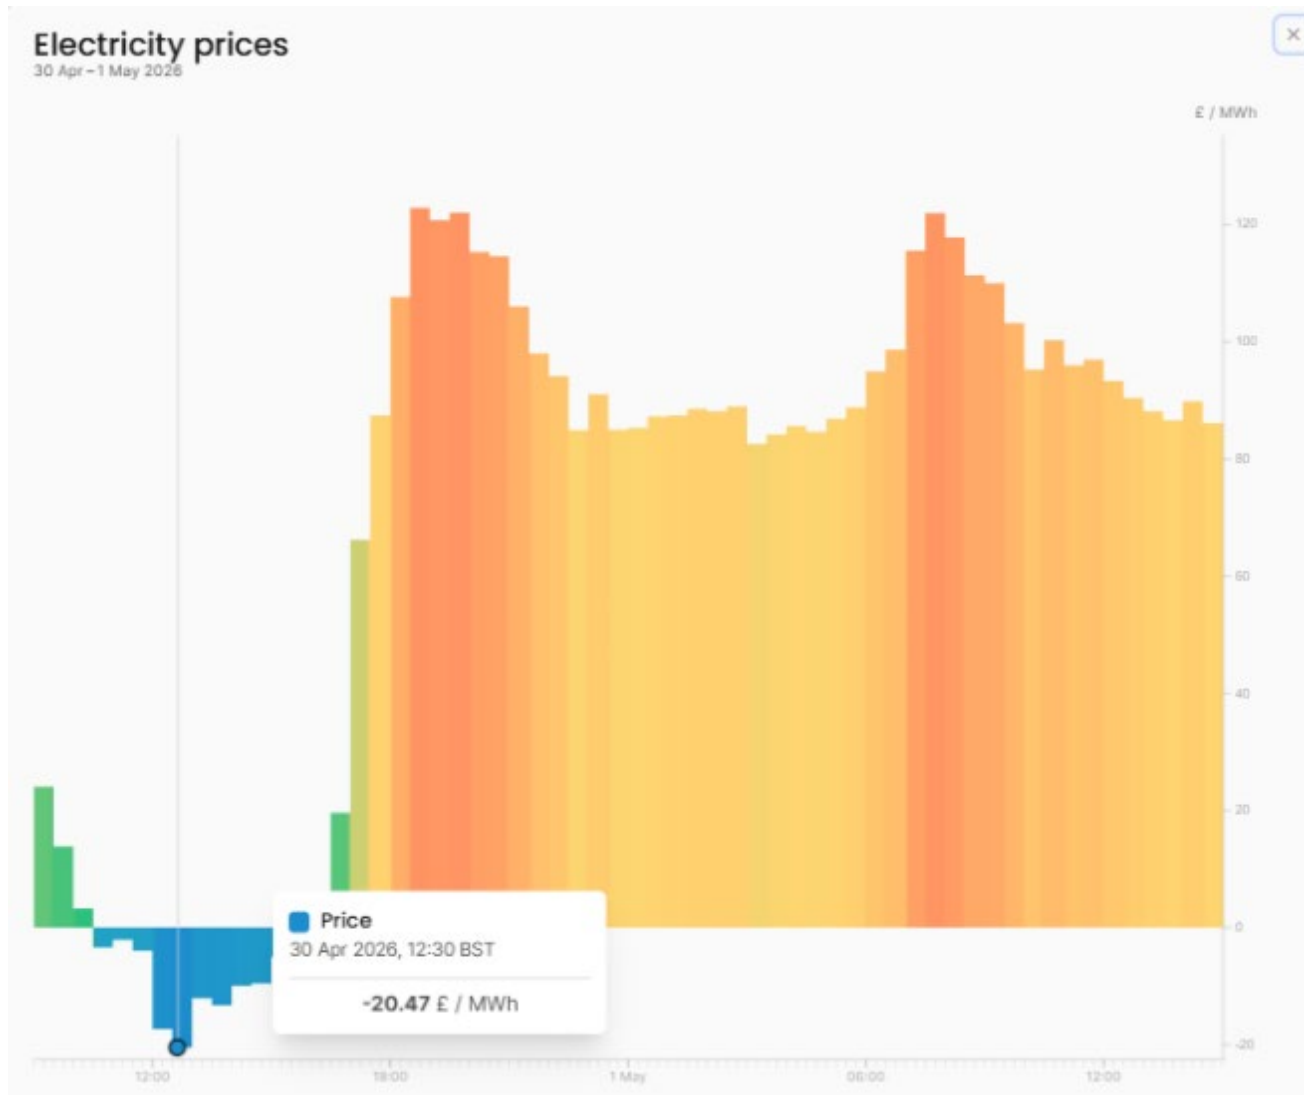 Electricity prices
30 Apr – 1 May 2026
£ / MWh
120
100
80
60
40
20
0
-20
Price
30 Apr 2026, 12:30 BST
-20.47 £ / MWh
12:00
18:00
1 May
06:00
12:00